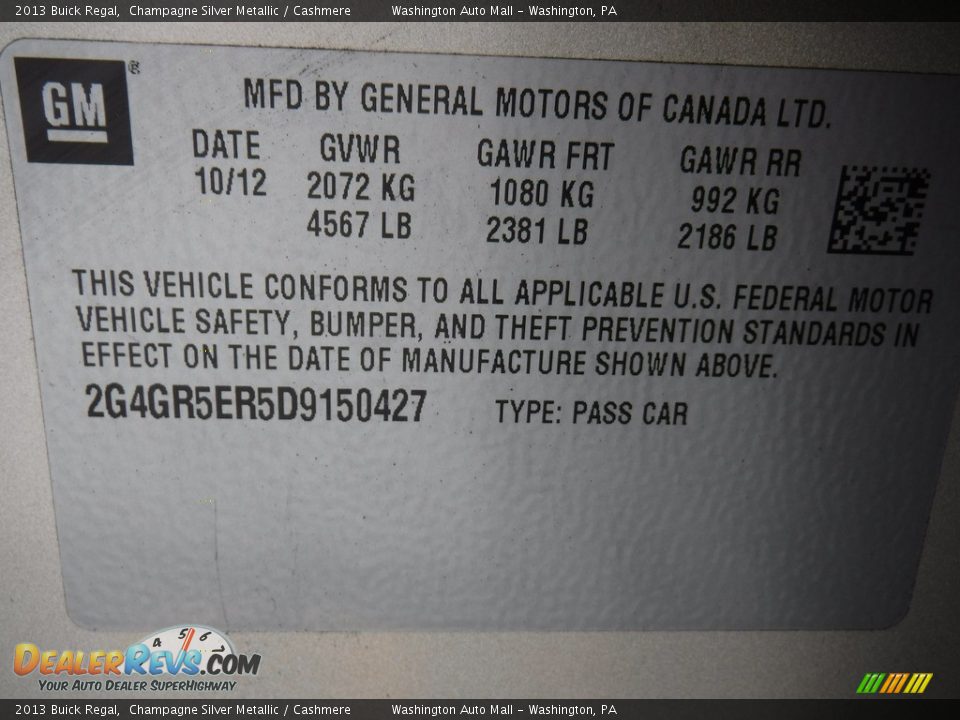 2013 Buick Regal, Champagne Silver Metallic / Cashmere Washington Auto Mall - Washington, PA
GM ®
MFD BY GENERAL MOTORS OF CANADA LTD.
DATE GVWR GAWR FRT GAWR RR
10/12 2072 KG 1080 KG 992 KG
4567 LB 2381 LB 2186 LB
THIS VEHICLE CONFORMS TO ALL APPLICABLE U.S. FEDERAL MOTOR
VEHICLE SAFETY, BUMPER, AND THEFT PREVENTION STANDARDS IN
EFFECT ON THE DATE OF MANUFACTURE SHOWN ABOVE.
2G4GR5ER5D9150427 TYPE: PASS CAR
4 5 6
DEALERREVS.COM
YOUR AUTO DEALER SUPERHIGHWAY
2013 Buick Regal, Champagne Silver Metallic / Cashmere Washington Auto Mall - Washington, PA